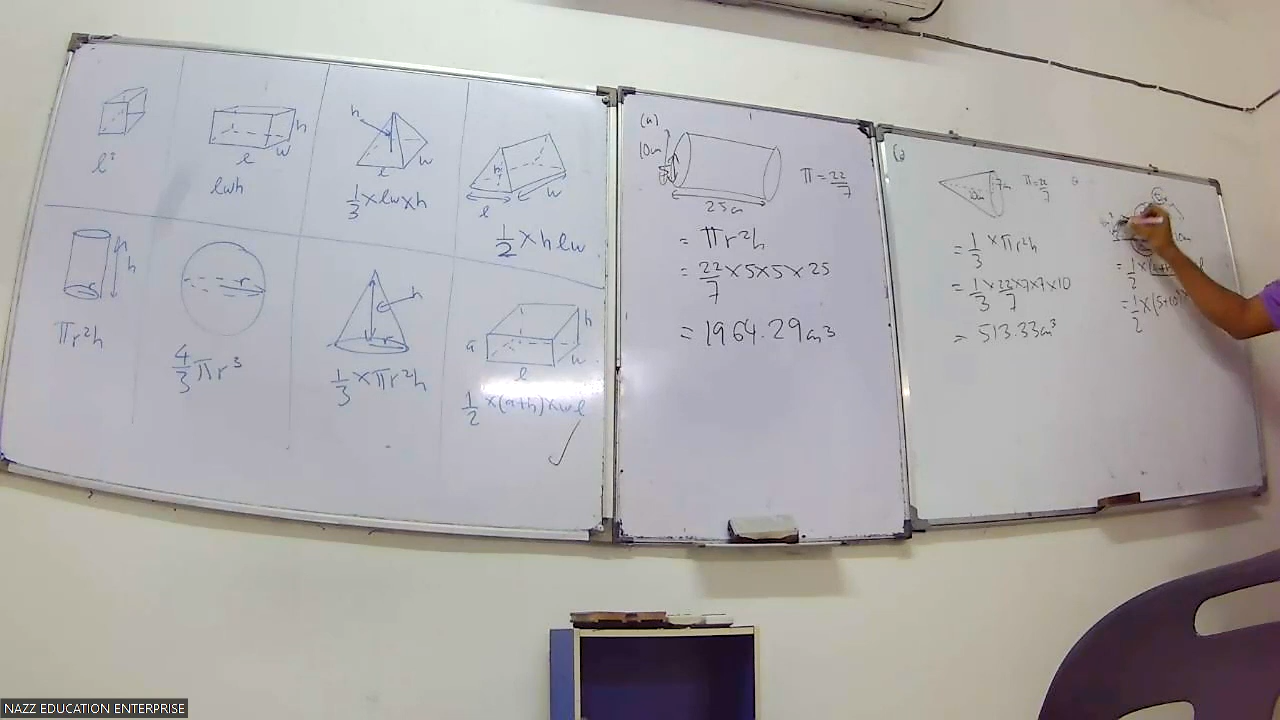 l³
h
l
w
lwh
h
l
w
1/3 × lw × h
h
l
w
1/2 × h l w
r
h
πr²h
r
4/3 πr³
h
r
1/3 × πr²h
a
h
l
w
1/2 × (a+h) × w l
(a)
10cm
25cm
π = 22/7
= πr²h
= 22/7 × 5 × 5 × 25
= 1964.29cm³
7cm
10cm
π = 22/7
= 1/3 × πr²h
= 1/3 × 22/7 × 7 × 7 × 10
= 513.33cm³
= 1/2 ×
= 1/2 × (5+10) ×
NAZZ EDUCATION ENTERPRISE